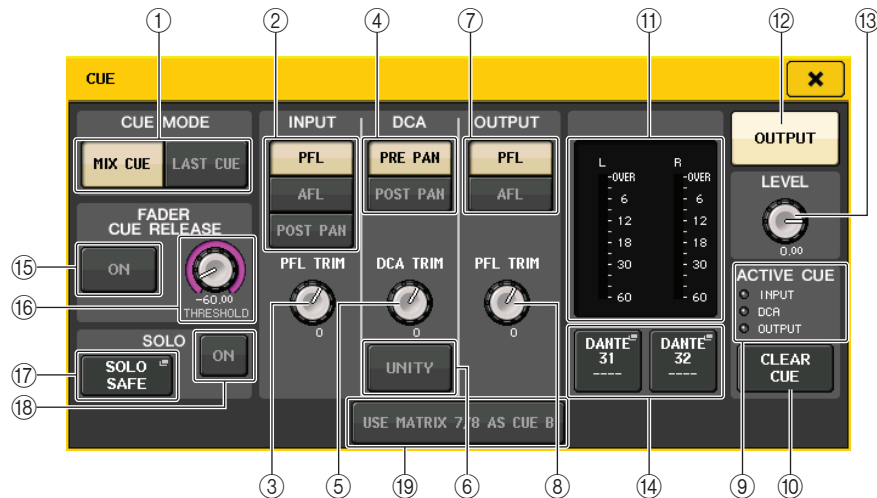 ① ② ④ ⑦ ⑪ ⑫ ⑬
CUE ×
CUE MODE
MIX CUE LAST CUE
FADER
CUE RELEASE
⑮ ON
⑯ -60.00
THRESHOLD
SOLO
⑰ SOLO
SAFE
⑱ ON
INPUT
PFL
AFL
POST PAN
PFL TRIM
0
DCA
PRE PAN
POST PAN
DCA TRIM
0
UNITY
OUTPUT
PFL
AFL
PFL TRIM
0
USE MATRIX 7/8 AS CUE B
L R
-OVER -OVER
- 6 - 6
- 12 - 12
- 18 - 18
- 30 - 30
- 60 - 60
DANTE
31
----
DANTE
32
----
OUTPUT
LEVEL
0.00
ACTIVE CUE
INPUT
DCA
OUTPUT
CLEAR
CUE
③ ⑤ ⑲ ⑥ ⑧ ⑭ ⑨ ⑩